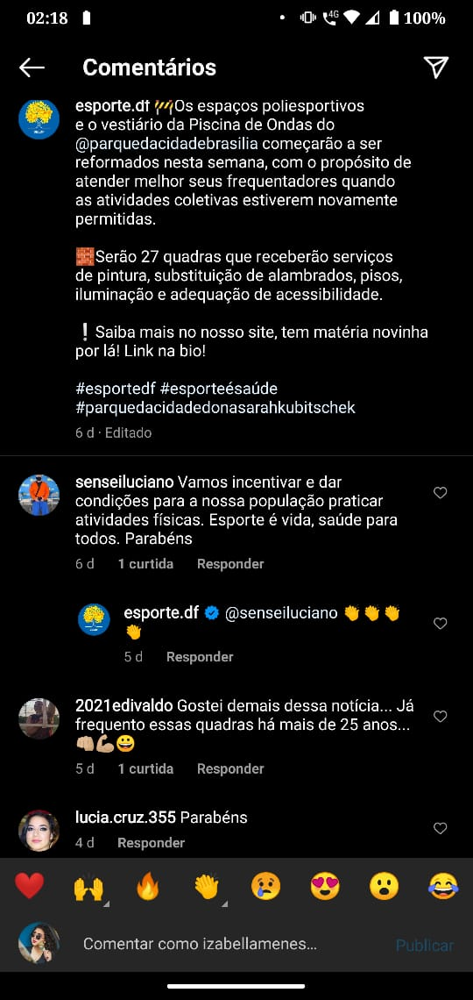 02:18 4G 100%
Comentários
esporte.df 🚧Os espaços poliesportivos
e o vestiário da Piscina de Ondas do
@parquedacidadebrasilia começarão a ser
reformados nesta semana, com o propósito de
atender melhor seus frequentadores quando
as atividades coletivas estiverem novamente
permitidas.
🧱Serão 27 quadras que receberão serviços
de pintura, substituição de alambrados, pisos,
iluminação e adequação de acessibilidade.
❕Saiba mais no nosso site, tem matéria novinha
por lá! Link na bio!
#esportedf #esporteésaúde
#parquedacidadedonasarahkubitschek
6 d · Editado
senseiluciano Vamos incentivar e dar
condições para a nossa população praticar
atividades físicas. Esporte é vida, saúde para
todos. Parabéns
6 d 1 curtida Responder
esporte.df @senseiluciano 👏👏👏
👏
5 d Responder
2021edivaldo Gostei demais dessa notícia... Já
frequento essas quadras há mais de 25 anos...
👊🏼💪🏼😀
5 d 1 curtida Responder
lucia.cruz.355 Parabéns
4 d Responder
❤️🙌🔥👏😢😍😮😂
Comentar como izabellamenes...
Publicar